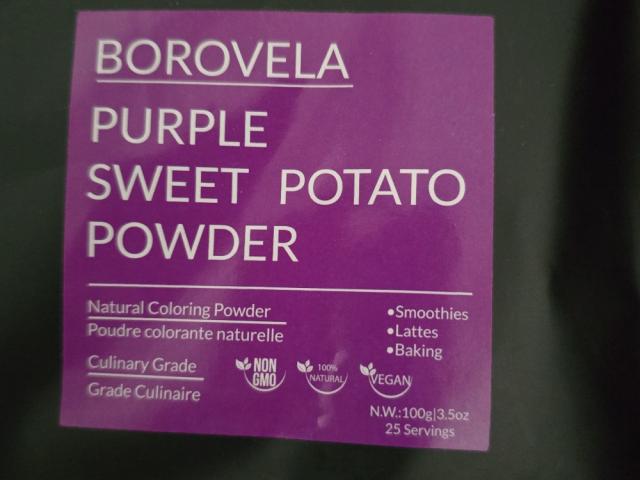 BOROVELA
PURPLE
SWEET POTATO
POWDER
Natural Coloring Powder
Poudre colorante naturelle
Culinary Grade
Grade Culinaire
•Smoothies
•Lattes
•Baking
NON
GMO
100%
NATURAL
VEGAN
N.W.:100g|3.5oz
25 Servings